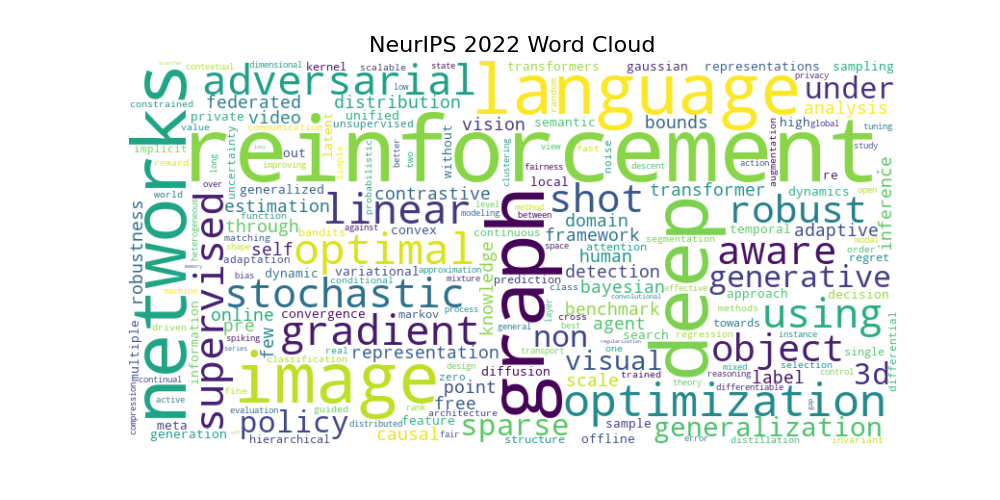 NeurIPS 2022 Word Cloud
transfer contextual dimensional kernel scalable state transformers gaussian representations sampling
networks adversarial low language random privacy under
constrained federated distribution analysis
private video unified vision semantic bounds high global tuning
value communication unsupervised reinforcement study
implicit out latent simple probabilistic better two without clustering view fast noise descent action augmentation re
reward long uncertainty improving loss fairness open
world over generalized contrastive level local shot transformer dynamics inference
robustness heterogeneous supervised estimation linear method modeling between graph domain deep robust
function through bandits against convex continuous framework temporal adaptive
matching self optimal knowledge space attention segmentation aware order modal
shape adaptation human regret
bias dynamic variational approximation prediction detection generative
memory conditional mixture class bayesian effective approach decision
machine stochastic process layer convolutional methods
information online convergence markov general cross benchmark towards using
driven pre gradient best agent search regression differential
multiple spiking few non regularization one instance
series real representation transport visual mixed object single
continual classification design diffusion trained reasoning selection control
compression fine image zero point scale theory differentiable label 3d
active rank free optimization gap
meta evaluation policy guided architecture sparse sample generalization
generation distributed causal feature
hierarchical fair structure offline error distillation invariant